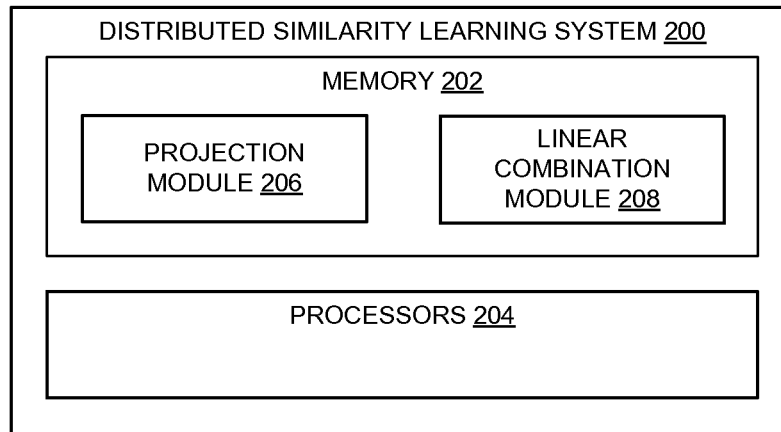 DISTRIBUTED SIMILARITY LEARNING SYSTEM 200
MEMORY 202
PROJECTION
MODULE 206
LINEAR
COMBINATION
MODULE 208
PROCESSORS 204